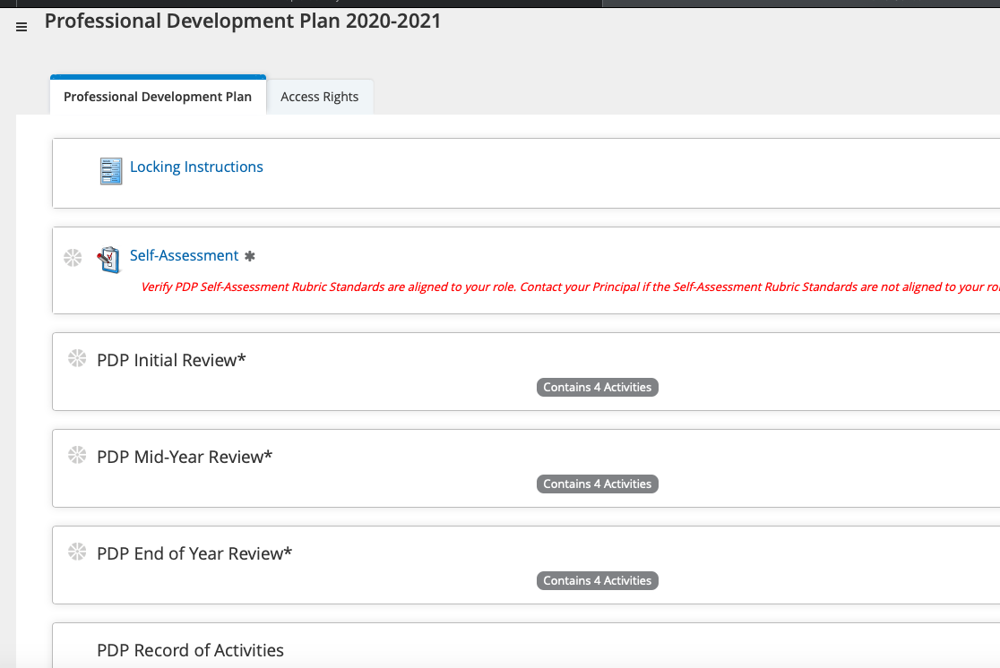 Professional Development Plan 2020-2021
Professional Development Plan
Access Rights
Locking Instructions
Self-Assessment ✱
Verify PDP Self-Assessment Rubric Standards are aligned to your role. Contact your Principal if the Self-Assessment Rubric Standards are not aligned to your
PDP Initial Review*
Contains 4 Activities
PDP Mid-Year Review*
Contains 4 Activities
PDP End of Year Review*
Contains 4 Activities
PDP Record of Activities